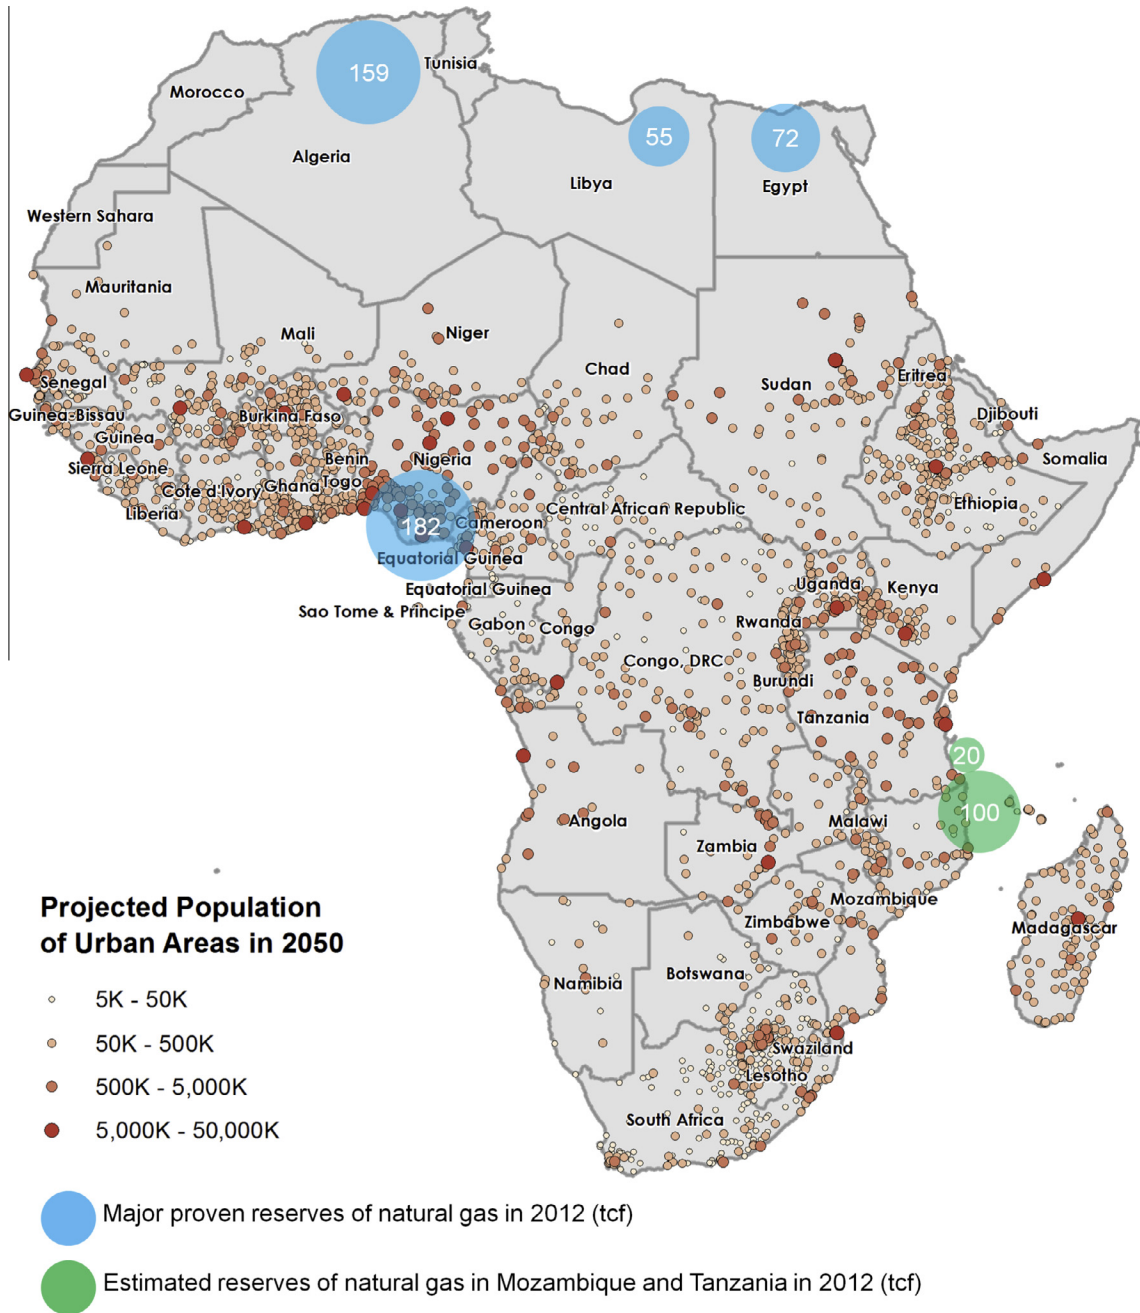 159
Tunisia
Morocco
55
72
Algeria
Libya
Egypt
Western Sahara
Mauritania
Mali
Niger
Chad
Sudan
Eritrea
Senegal
Guinea-Bissau
Burkina Faso
Djibouti
Guinea
Benin
Nigeria
Somalia
Sierra Leone
Togo
Cote d'Ivory
Ghana
Ethiopia
Liberia
Central African Republic
182
Cameroon
Equatorial Guinea
Equatorial Guinea
Uganda
Kenya
Sao Tome & Principe
Gabon
Congo
Rwanda
Congo, DRC
Burundi
Tanzania
20
100
Angola
Malawi
Zambia
Mozambique
Zimbabwe
Madagascar
Botswana
Namibia
Swaziland
Lesotho
South Africa
Projected Population
of Urban Areas in 2050
5K - 50K
50K - 500K
500K - 5,000K
5,000K - 50,000K
Major proven reserves of natural gas in 2012 (tcf)
Estimated reserves of natural gas in Mozambique and Tanzania in 2012 (tcf)